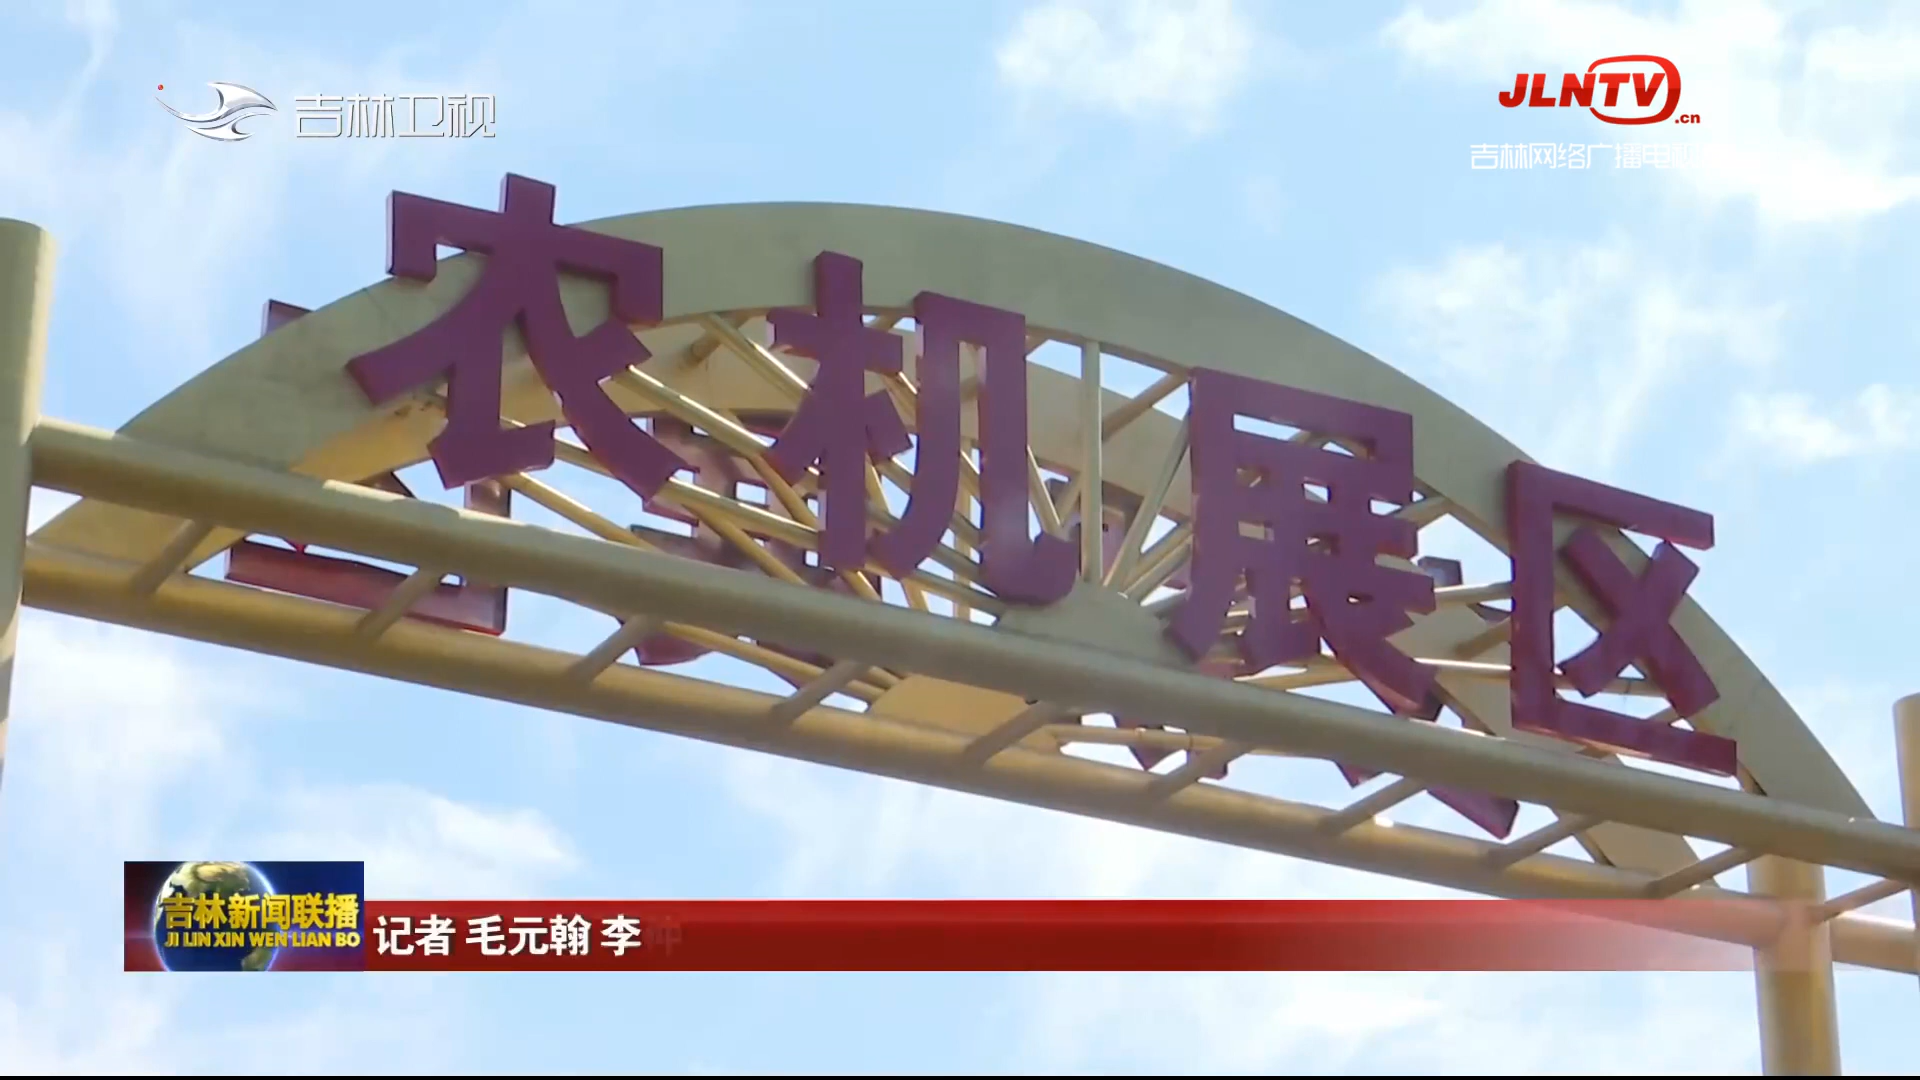 吉林卫视
JLNTV.cn
吉林网络广播电视
农机展区
吉林新闻联播
JI LIN XIN WEN LIAN BO
记者 毛元翰 李